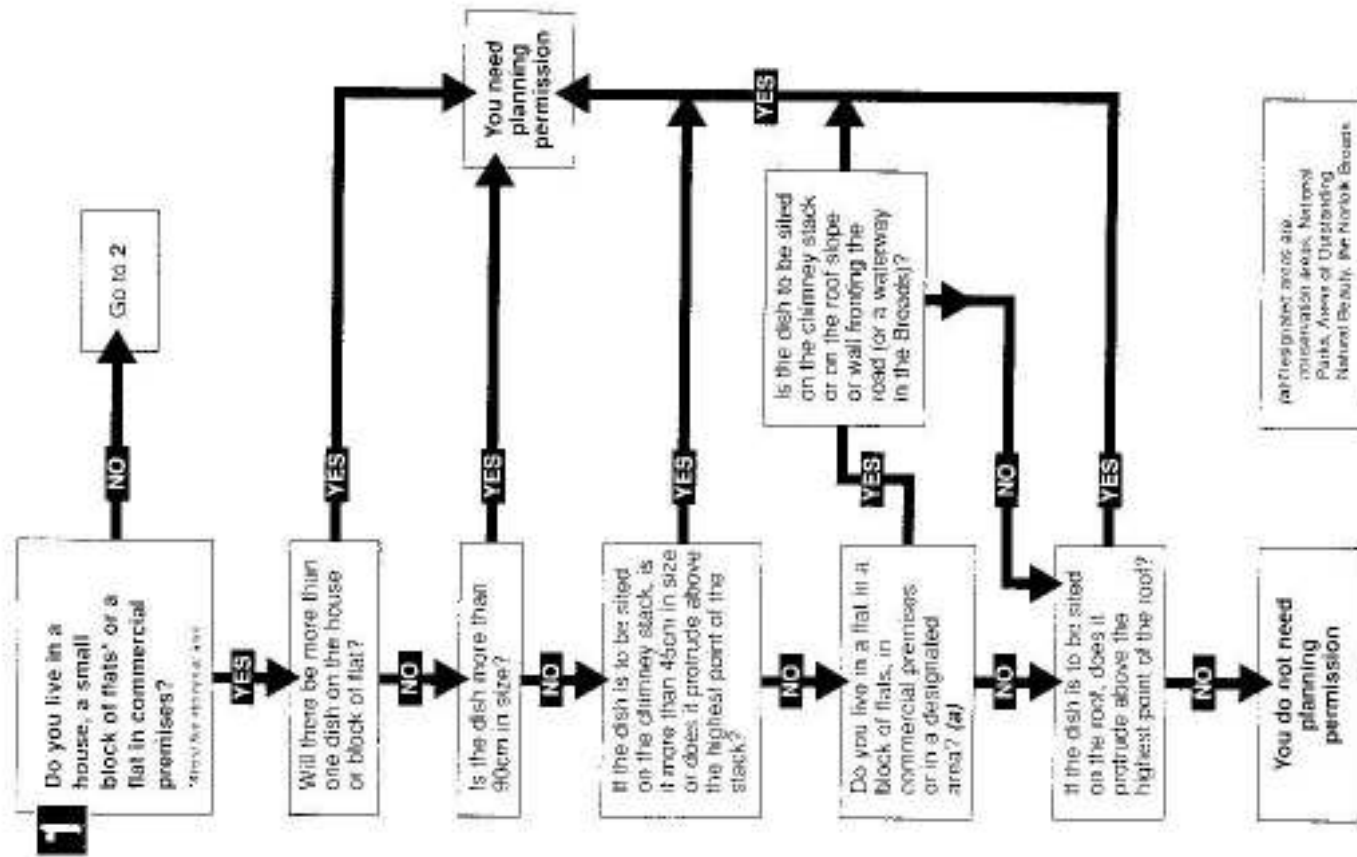 1
Do you live in a
house, a small
block of flats* or a
flat in commercial
premises?
NO
Go to 2
YES
Will there be more than
one dish on the house
or block of flat?
YES
You need
planning
permission
NO
Is the dish more than
90cm in size?
YES
NO
If the dish is to be sited
on the chimney stack, is
it more than 45cm in size
or does it protrude above
the highest point of the
stack?
YES
NO
Do you live in a flat in a
block of flats, in
commercial premises
or in a designated
area? (a)
YES
Is the dish to be sited
on the chimney stack
or on the roof slope
or wall fronting the
road (or a waterway
in the Broads)?
YES
NO
NO
If the dish is to be sited
on the roof, does it
protrude above the
highest point of the roof?
NO
You do not need
planning
permission
(a) Designated areas are,
conservation areas, National
Parks, Areas of Outstanding
Natural Beauty, the Norfolk Broads